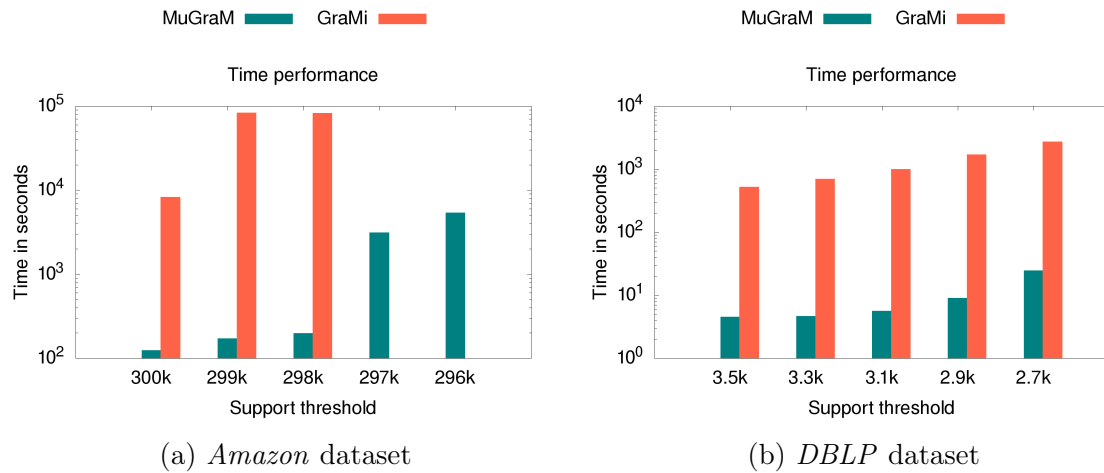 MuGraM GraMi
Time performance
10^5
10^4
10^3
10^2
Time in seconds
300k 299k 298k 297k 296k
Support threshold
(a) Amazon dataset
MuGraM GraMi
Time performance
10^4
10^3
10^2
10^1
10^0
Time in seconds
3.5k 3.3k 3.1k 2.9k 2.7k
Support threshold
(b) DBLP dataset